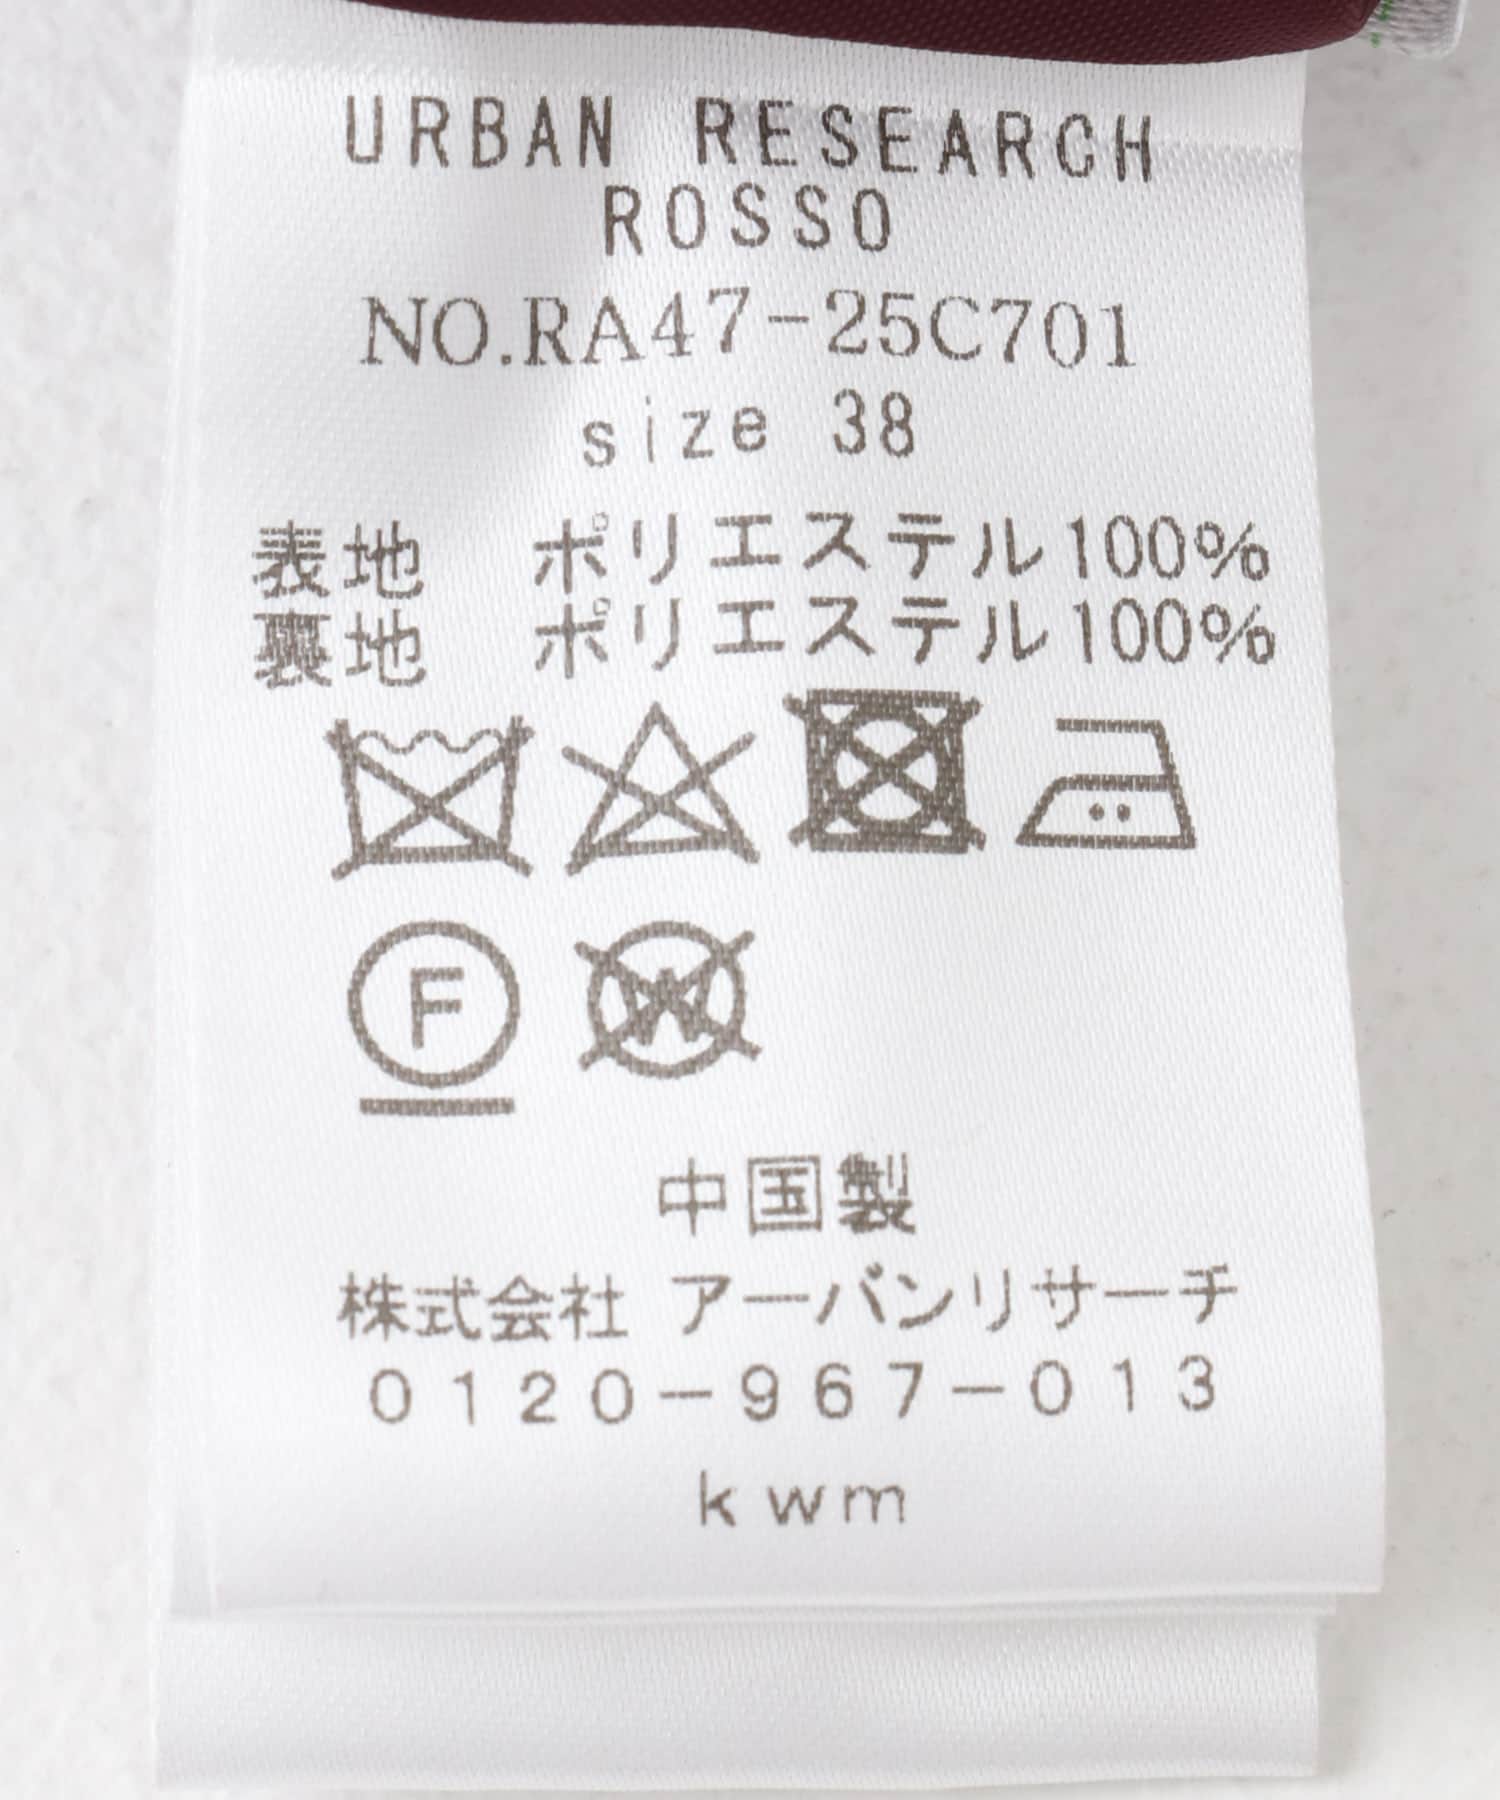 URBAN RESEARCH
ROSSO
NO.RA47-25C701
size 38
表地 ポリエステル100%
裏地 ポリエステル100%
F W
中国製
株式会社 アーバンリサーチ
0120-967-013
kwm